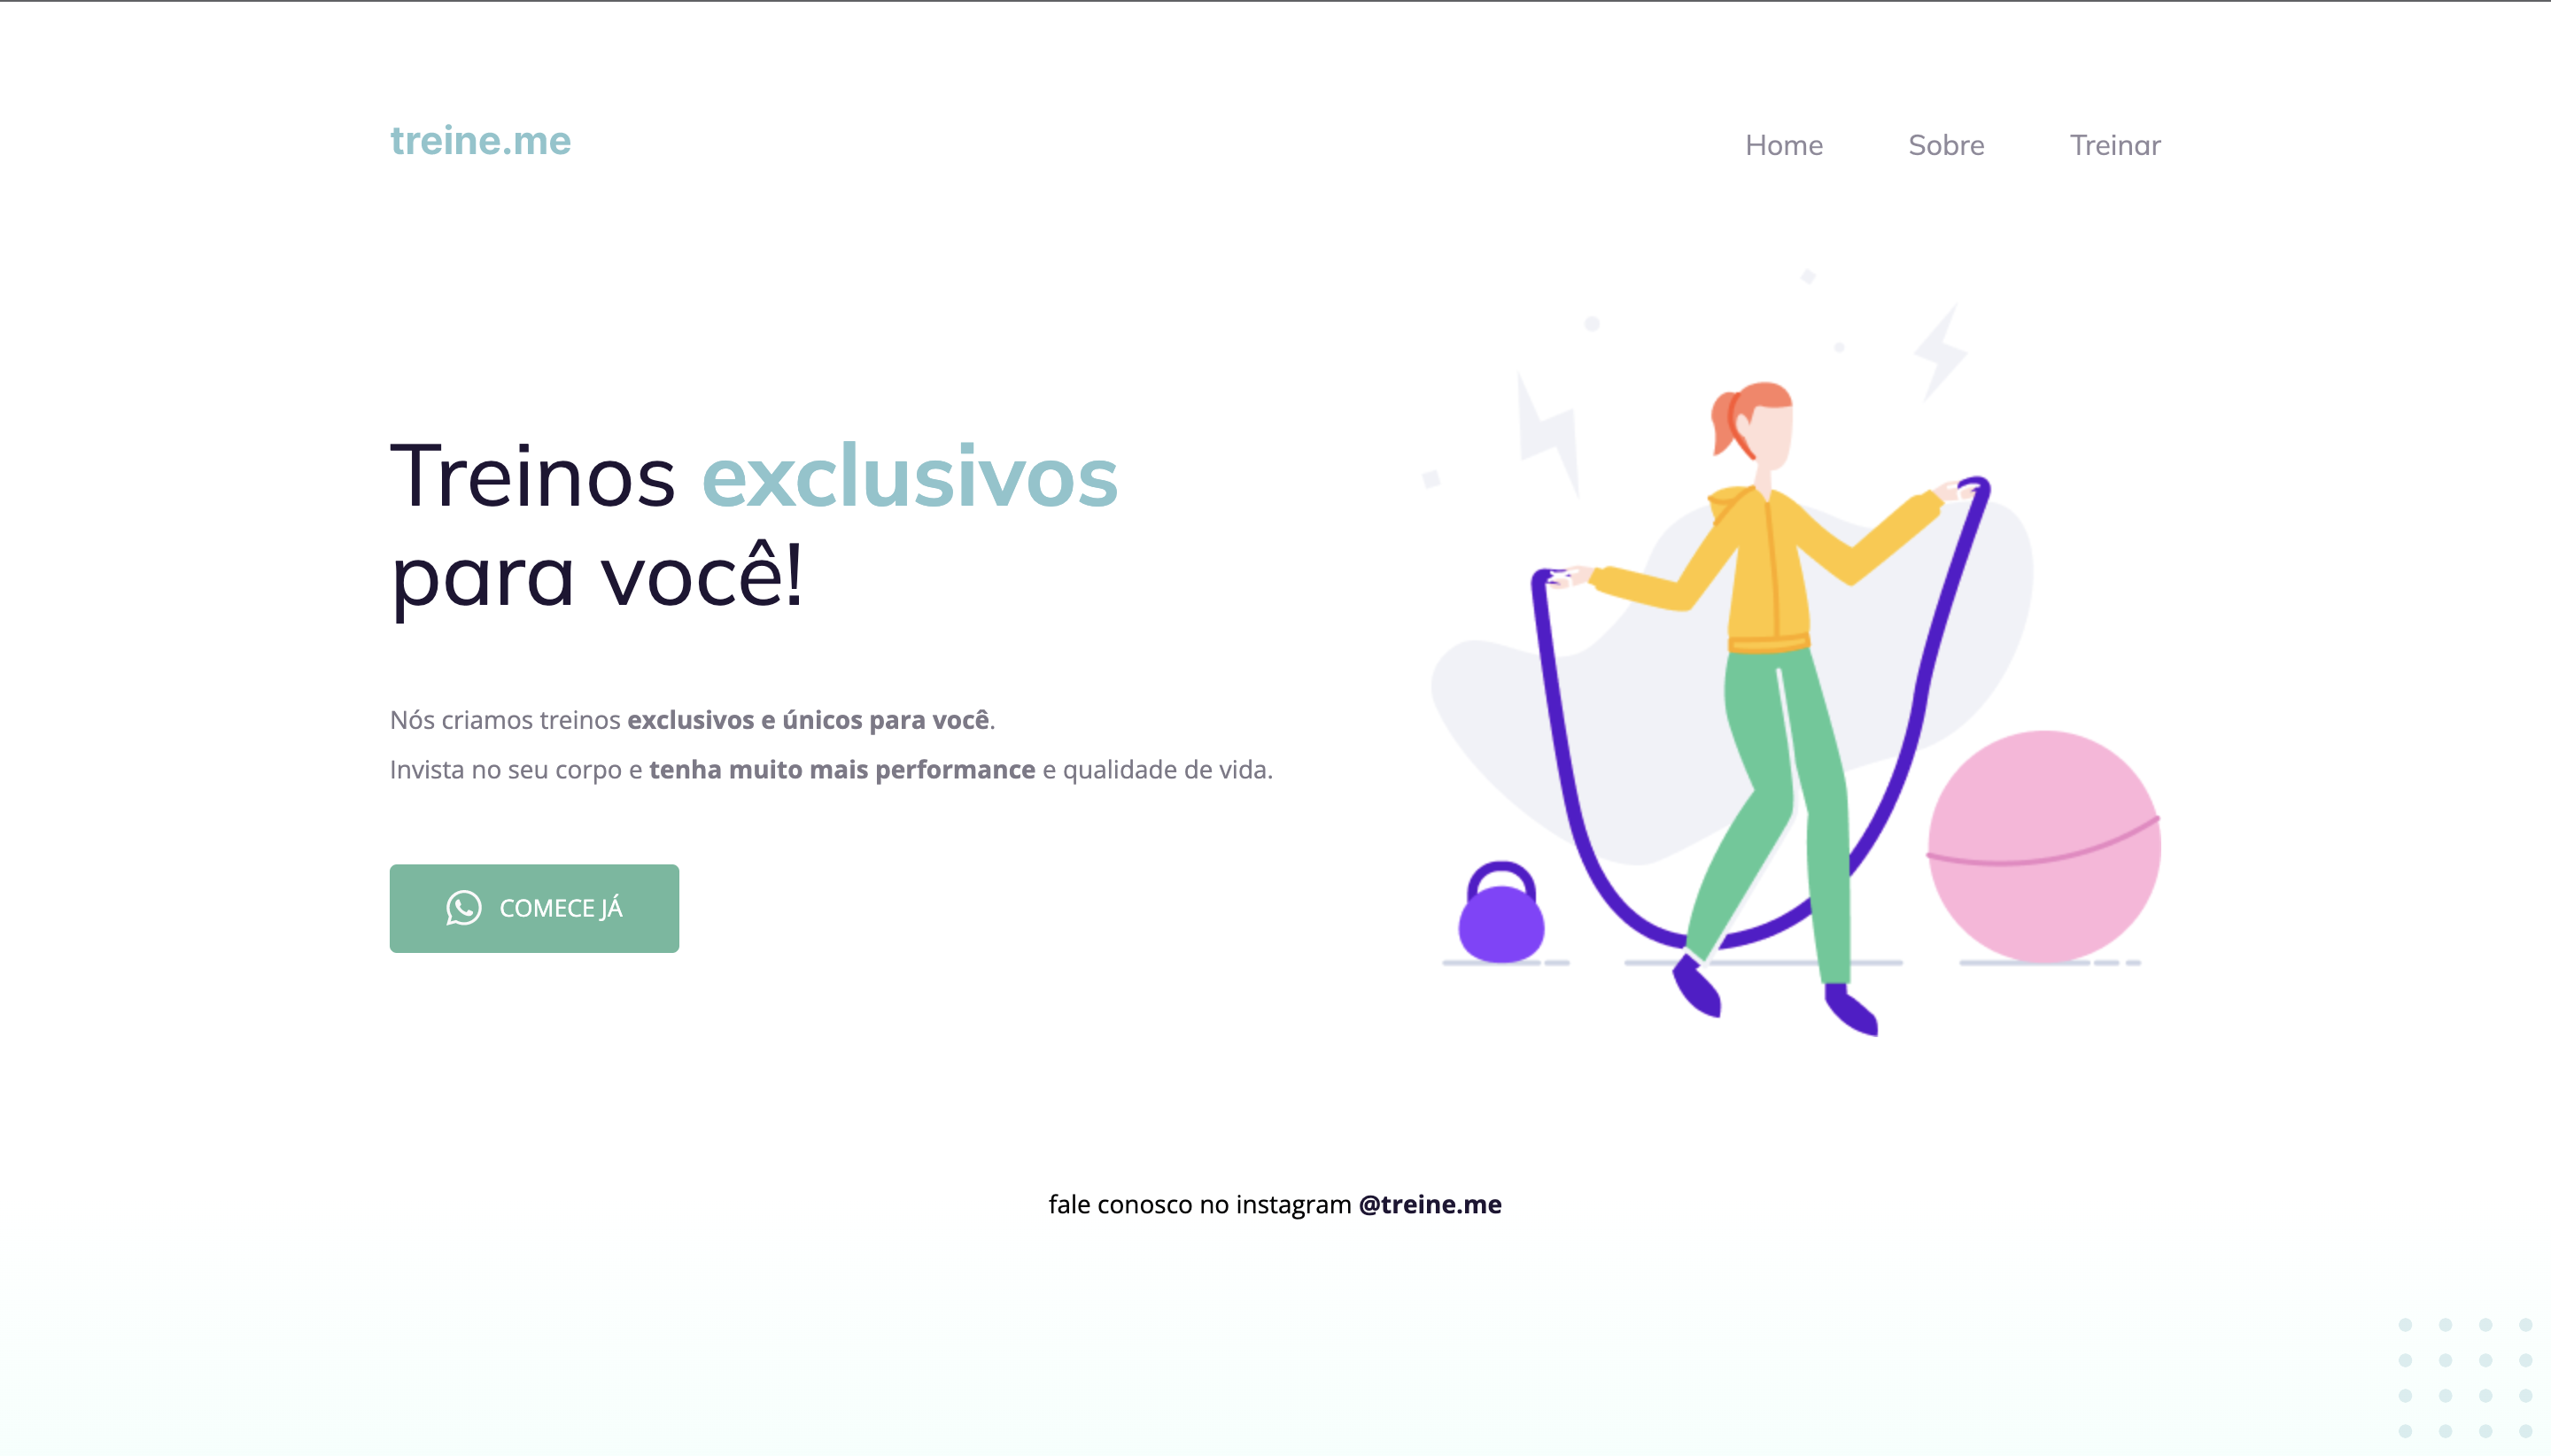 treine.me
Home Sobre Treinar
Treinos exclusivos
para você!
Nós criamos treinos exclusivos e únicos para você.
Invista no seu corpo e tenha muito mais performance e qualidade de vida.
COMECE JÁ
fale conosco no instagram @treine.me